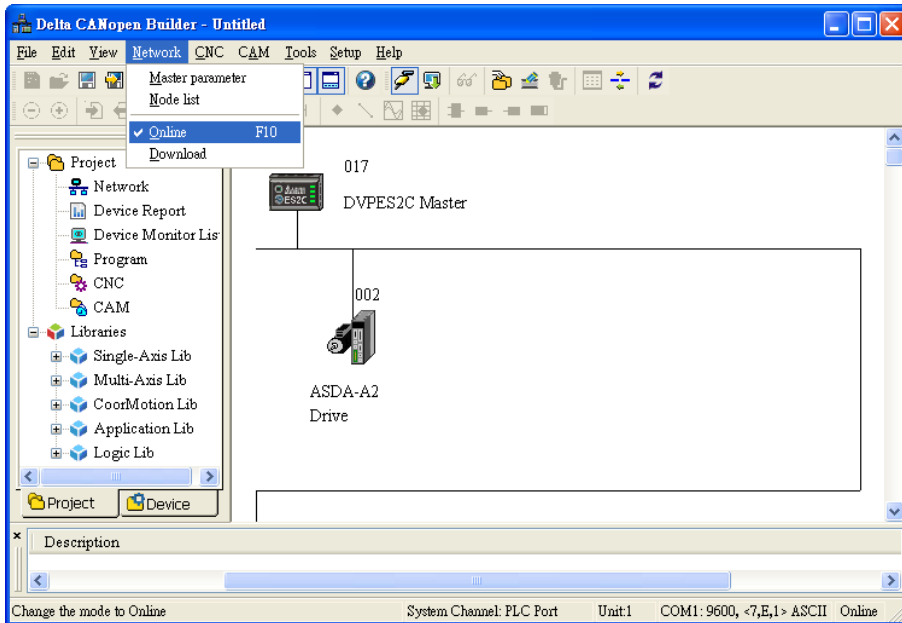 Delta CANopen Builder - Untitled
File Edit View Network CNC CAM Tools Setup Help
Master parameter
Node list
Online F10
Download
Project
Network
Device Report
Device Monitor Lis
Program
CNC
CAM
Libraries
Single-Axis Lib
Multi-Axis Lib
CoorMotion Lib
Application Lib
Logic Lib
Project Device
017
ES2C
DVPES2C Master
002
ASDA-A2
Drive
Description
Change the mode to Online System Channel: PLC Port Unit:1 COM1: 9600, <7,E,1> ASCII Online